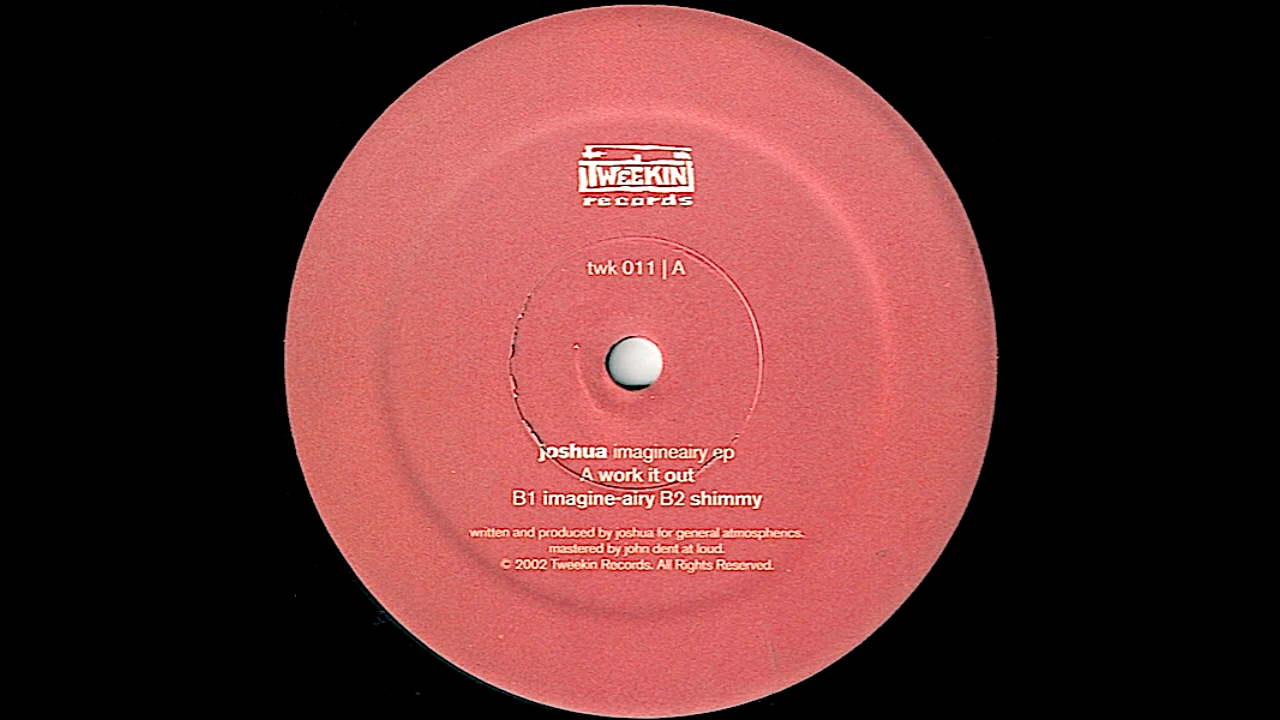 TWEEKIN
records
twk 011 | A
joshua imagineairy ep
A work it out
B1 imagine-airy B2 shimmy
written and produced by joshua for general atmospherics.
mastered by john dent at loud.
© 2002 Tweekin Records. All Rights Reserved.